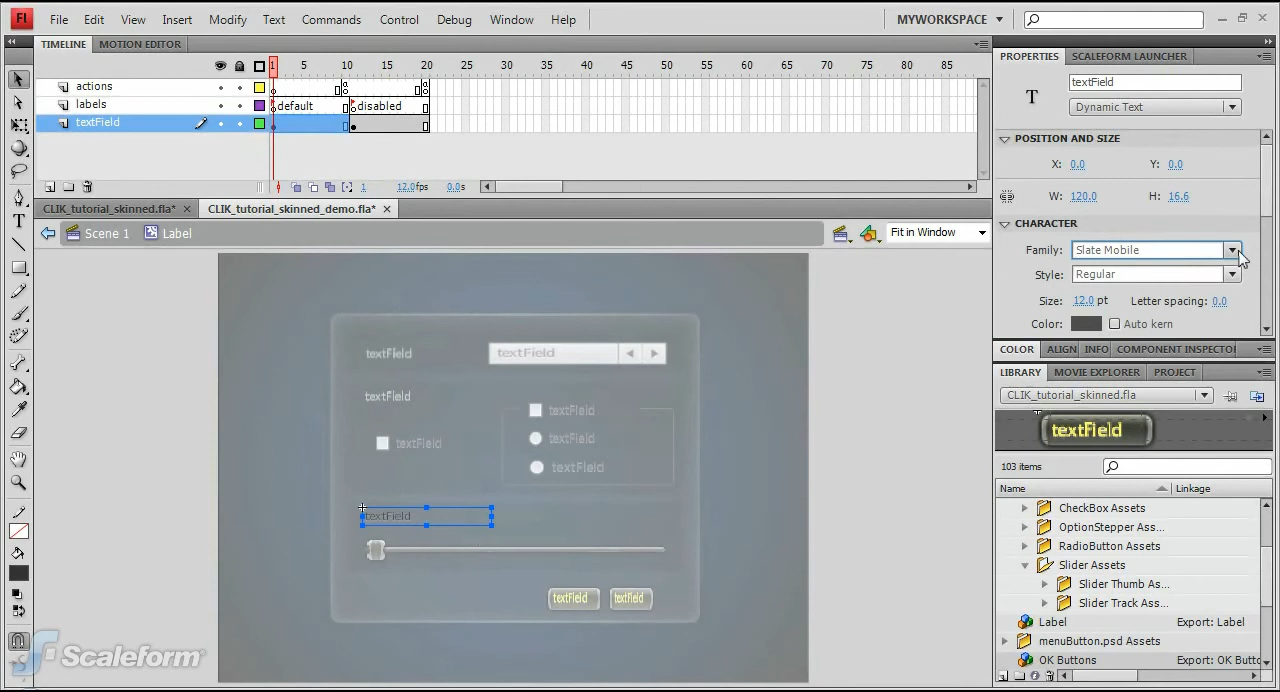 Fl File Edit View Insert Modify Text Commands Control Debug Window Help MYWORKSPACE
TIMELINE MOTION EDITOR
1 5 10 15 20 25 30 35 40 45 50 55 60 65 70 75 80 85
actions
labels default disabled
textField
1 12.0fps 0.0s
CLIK_tutorial_skinned.fla* CLIK_tutorial_skinned_demo.fla*
Scene 1 Label Fit in Window
textField textField
textField
textField
textField
textField
textField
textField
textField textField
Scaleform
PROPERTIES SCALEFORM LAUNCHER
textField
T Dynamic Text
POSITION AND SIZE
X: 0.0 Y: 0.0
W: 120.0 H: 16.6
CHARACTER
Family: Slate Mobile
Style: Regular
Size: 12.0 pt Letter spacing: 0.0
Color: Auto kern
COLOR ALIGN INFO COMPONENT INSPECTO
LIBRARY MOVIE EXPLORER PROJECT
CLIK_tutorial_skinned.fla
textField
103 items
Name Linkage
CheckBox Assets
OptionStepper Ass...
RadioButton Assets
Slider Assets
Slider Thumb As...
Slider Track Ass...
Label Export: Label
menuButton.psd Assets
OK Buttons Export: OK